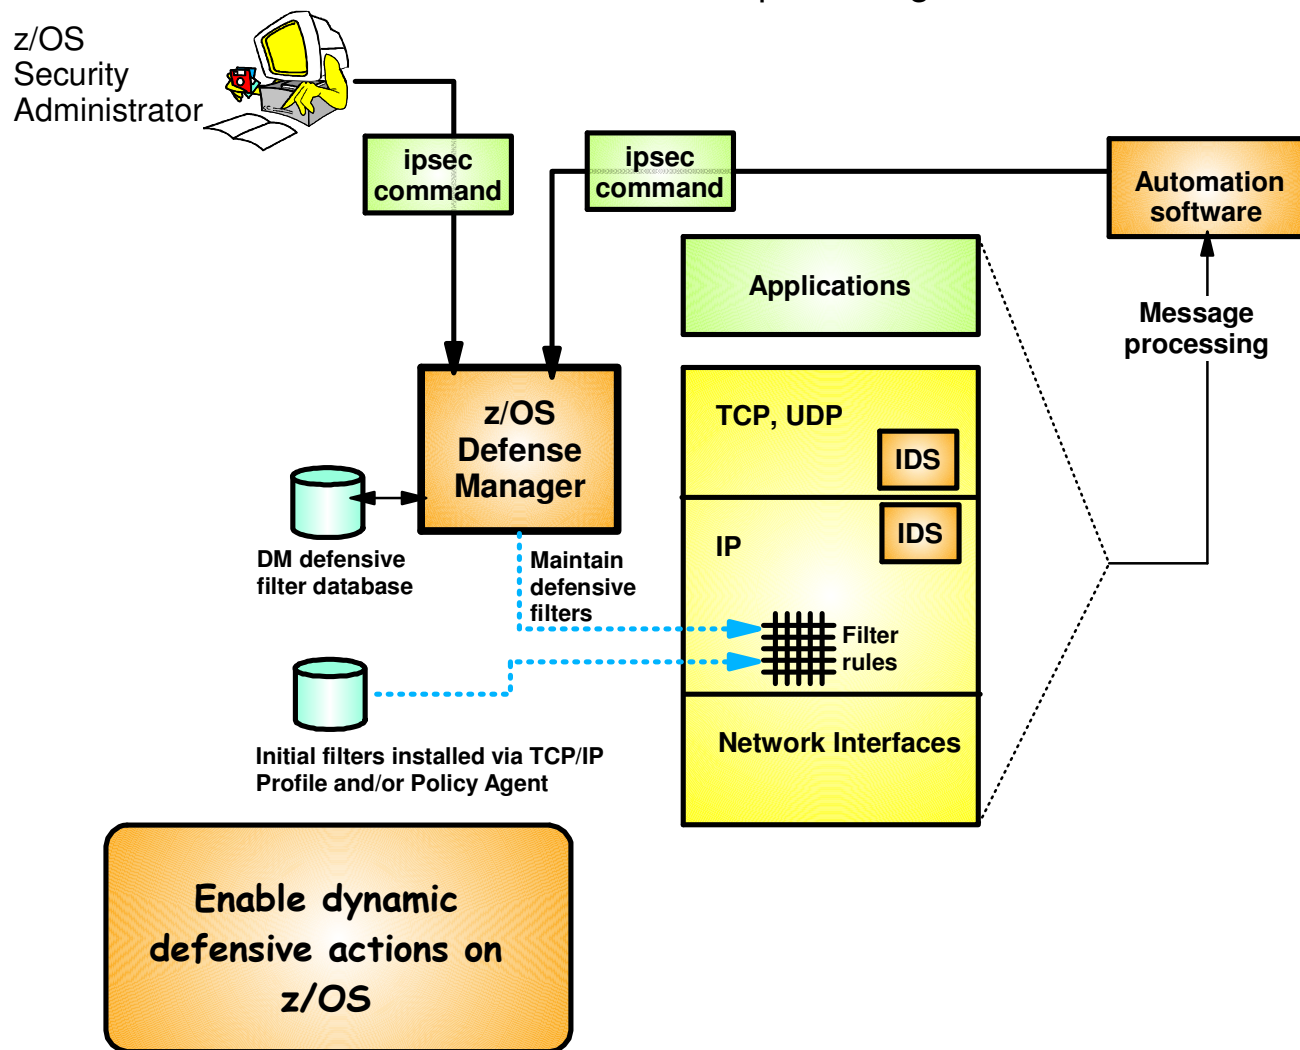 z/OS
Security
Administrator
ipsec
command
ipsec
command
Automation
software
Applications
Message
processing
z/OS
Defense
Manager
TCP, UDP
IDS
IDS
IP
DM defensive
filter database
Maintain
defensive
filters
Filter
rules
Network Interfaces
Initial filters installed via TCP/IP
Profile and/or Policy Agent
Enable dynamic
defensive actions on
z/OS